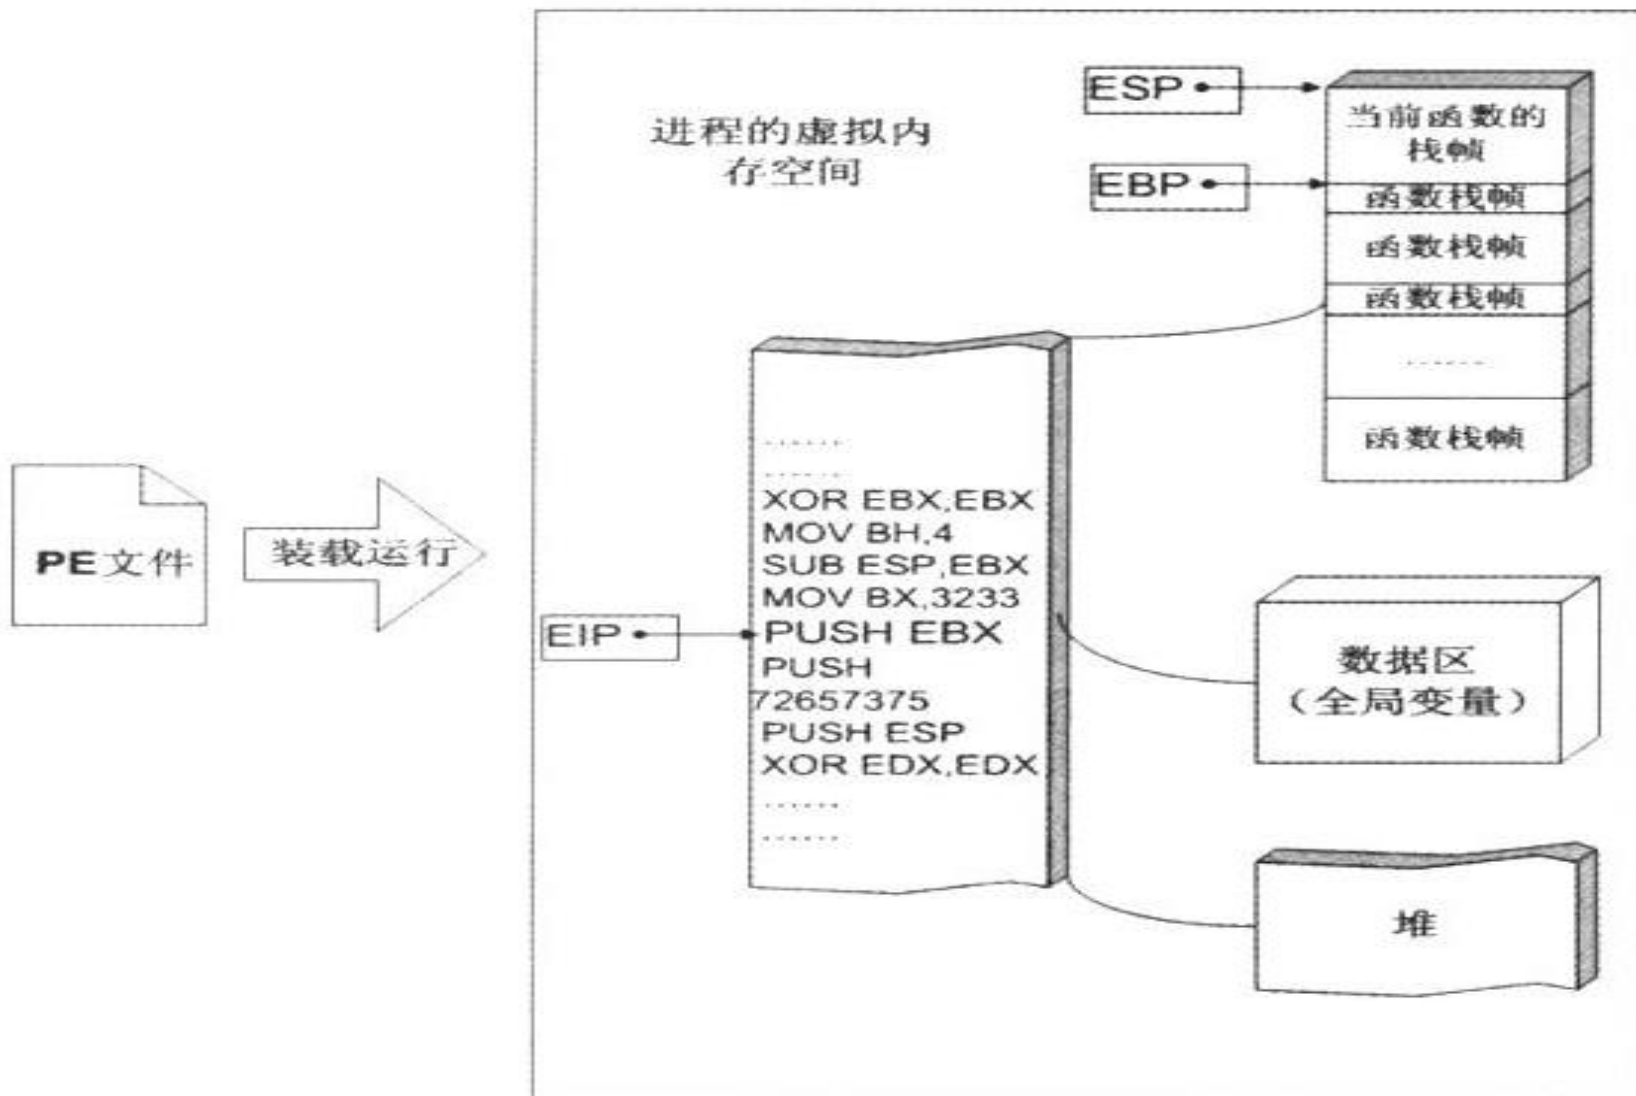 PE文件
装载运行
进程的虚拟内
存空间
ESP
EBP
当前函数的
栈帧
函数栈帧
函数栈帧
函数栈帧
......
函数栈帧
EIP
......
......
XOR EBX,EBX
MOV BH,4
SUB ESP,EBX
MOV BX,3233
PUSH EBX
PUSH
72657375
PUSH ESP
XOR EDX,EDX
......
......
数据区
（全局变量）
堆